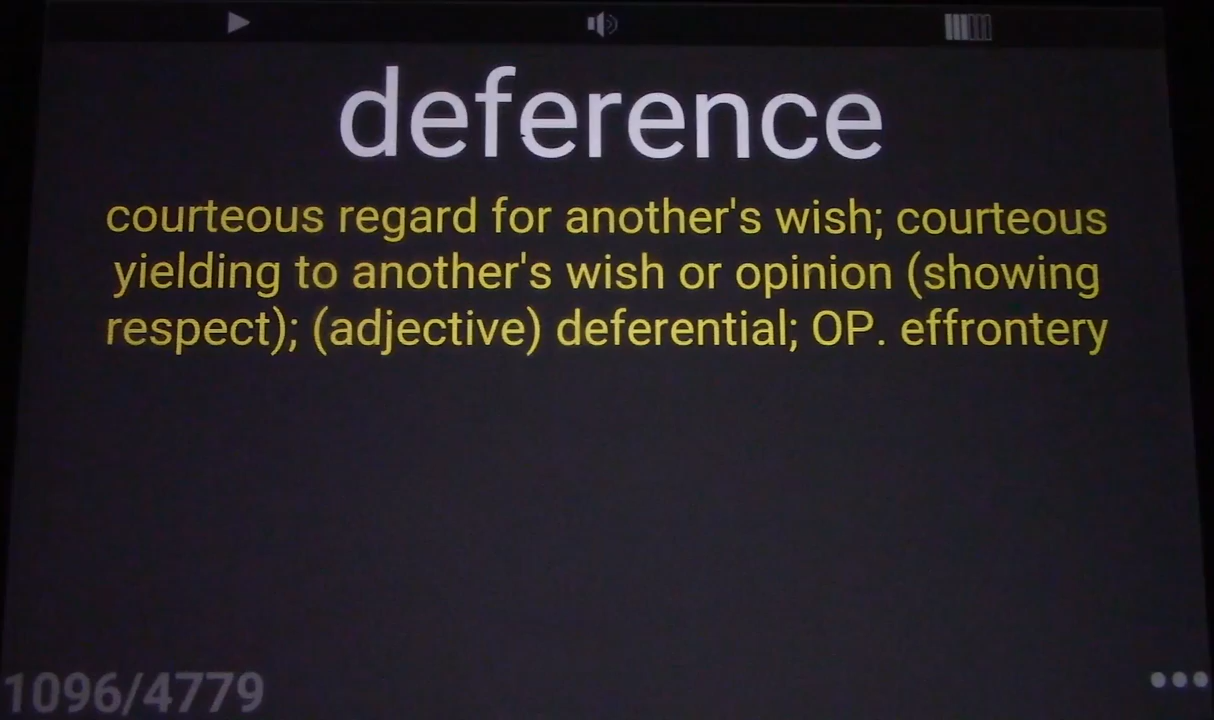 deference
courteous regard for another's wish; courteous
yielding to another's wish or opinion (showing
respect); (adjective) deferential; OP. effrontery
1096/4779